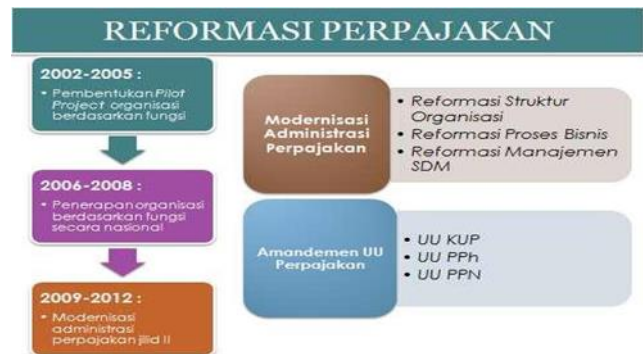 REFORMASI PERPAJAKAN
2002-2005 :
• Pembentukan Pilot
Project organisasi
berdasarkan fungsi
2006-2008 :
• Penerapan organisasi
berdasarkan fungsi
secara nasional
2009-2012 :
• Modernisasi
administrasi
perpajakan jilid II
Modernisasi
Administrasi
Perpajakan
• Reformasi Struktur
Organisasi
• Reformasi Proses Bisnis
• Reformasi Manajemen
SDM
Amandemen UU
Perpajakan
• UU KUP
• UU PPh
• UU PPN